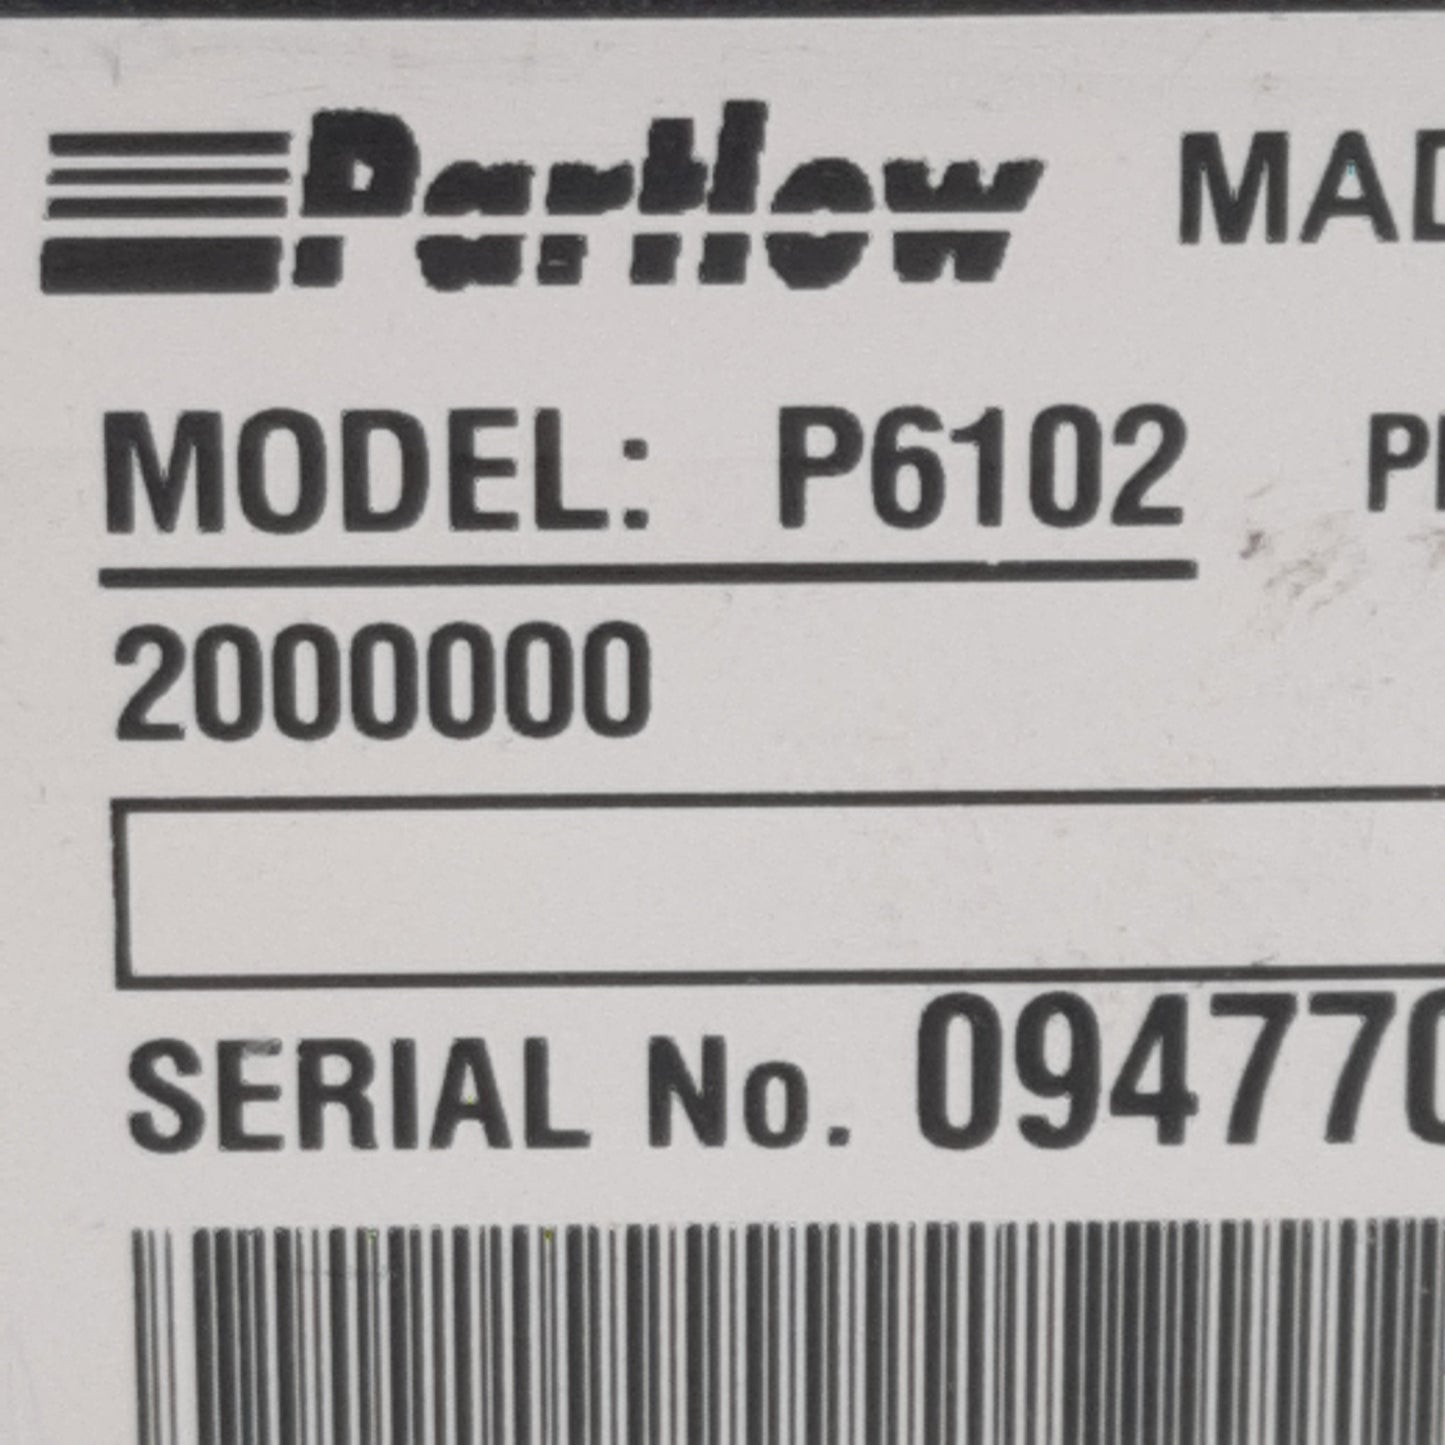 Partlow MAD
MODEL: P6102
2000000
SERIAL No. 09477